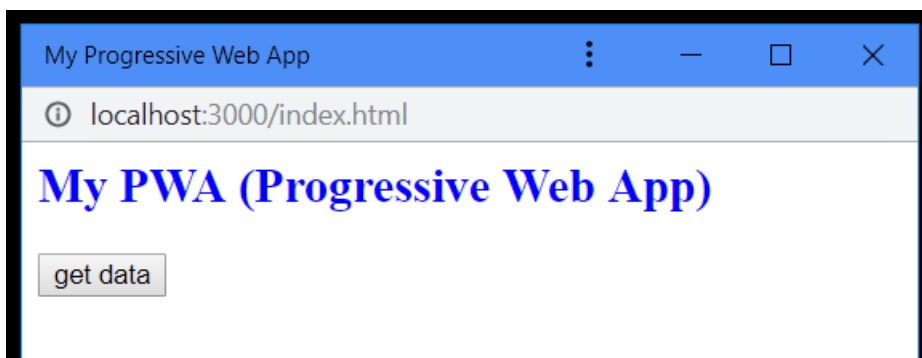 My Progressive Web App
localhost:3000/index.html
My PWA (Progressive Web App)
get data